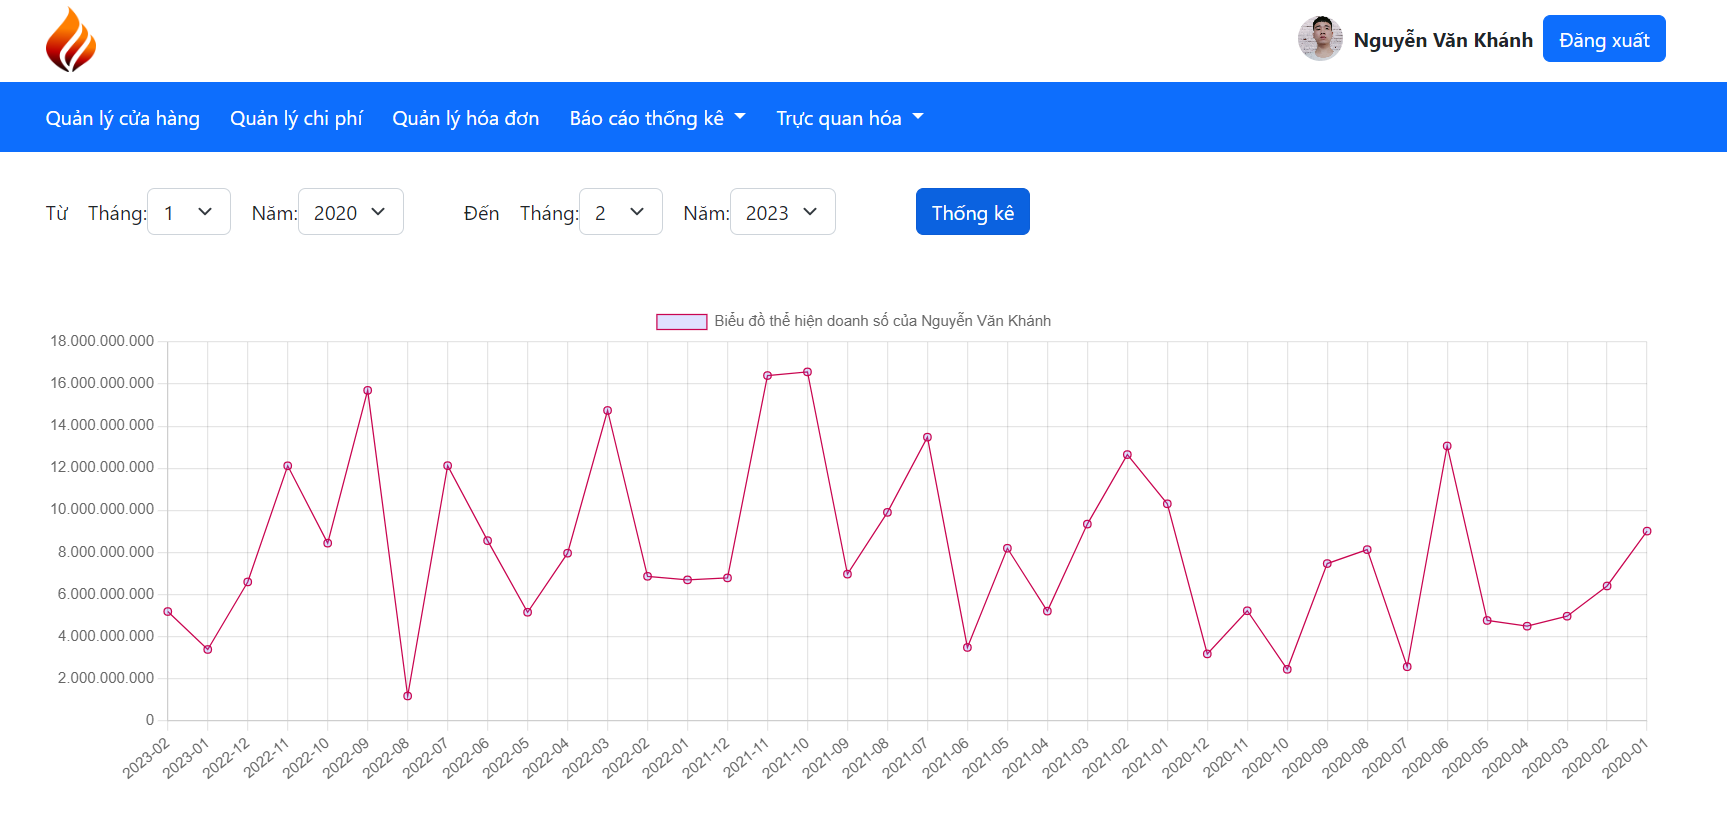 Nguyễn Văn Khánh Đăng xuất
Quản lý cửa hàng Quản lý chi phí Quản lý hóa đơn Báo cáo thống kê Trực quan hóa
Từ Tháng: 1 Năm: 2020 Đến Tháng: 2 Năm: 2023 Thống kê
Biểu đồ thể hiện doanh số của Nguyễn Văn Khánh
18.000.000.000
16.000.000.000
14.000.000.000
12.000.000.000
10.000.000.000
8.000.000.000
6.000.000.000
4.000.000.000
2.000.000.000
0
2023-02 2023-01 2022-12 2022-11 2022-10 2022-09 2022-08 2022-07 2022-06 2022-05 2022-04 2022-03 2022-02 2022-01 2021-12 2021-11 2021-10 2021-09 2021-08 2021-07 2021-06 2021-05 2021-04 2021-03 2021-02 2021-01 2020-12 2020-11 2020-10 2020-09 2020-08 2020-07 2020-06 2020-05 2020-04 2020-03 2020-02 2020-01